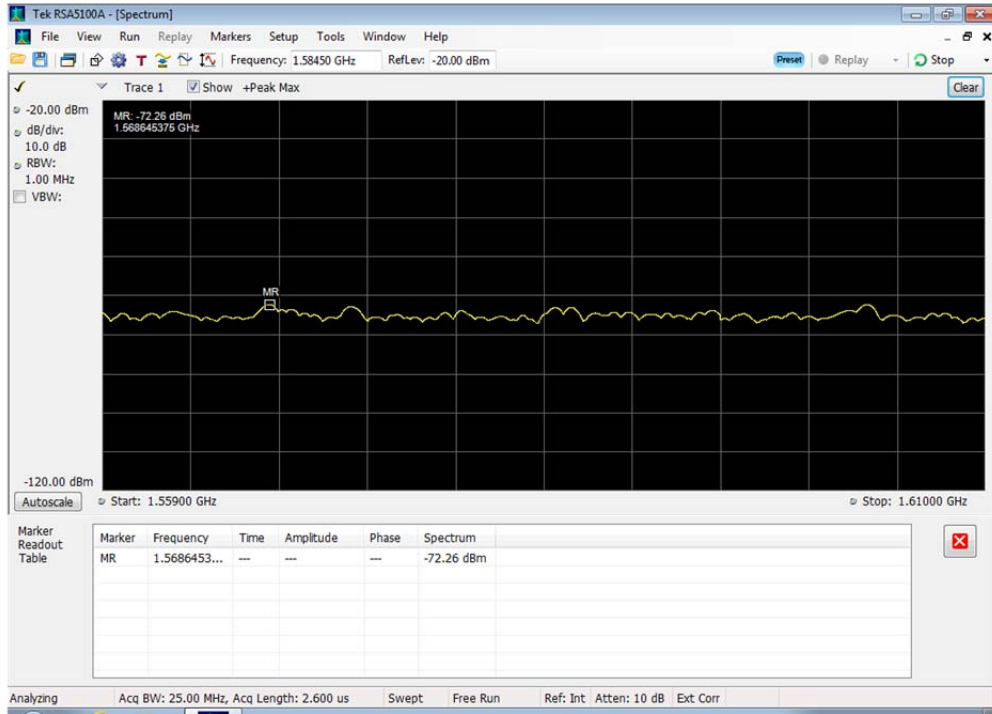 Tek RSA5100A - [Spectrum]
File View Run Replay Markers Setup Tools Window Help
T Frequency: 1.58450 GHz RefLev: -20.00 dBm Preset Replay Stop
Trace 1 Show +Peak Max Clear
-20.00 dBm
dB/div:
10.0 dB
RBW:
1.00 MHz
VBW:
MR: -72.26 dBm
1.568645375 GHz
MR
-120.00 dBm
Autoscale Start: 1.55900 GHz Stop: 1.61000 GHz
Marker
Readout
Table
Marker Frequency Time Amplitude Phase Spectrum
MR 1.5686453... --- --- --- -72.26 dBm
Analyzing Acq BW: 25.00 MHz, Acq Length: 2.600 us Swept Free Run Ref: Int Atten: 10 dB Ext Corr